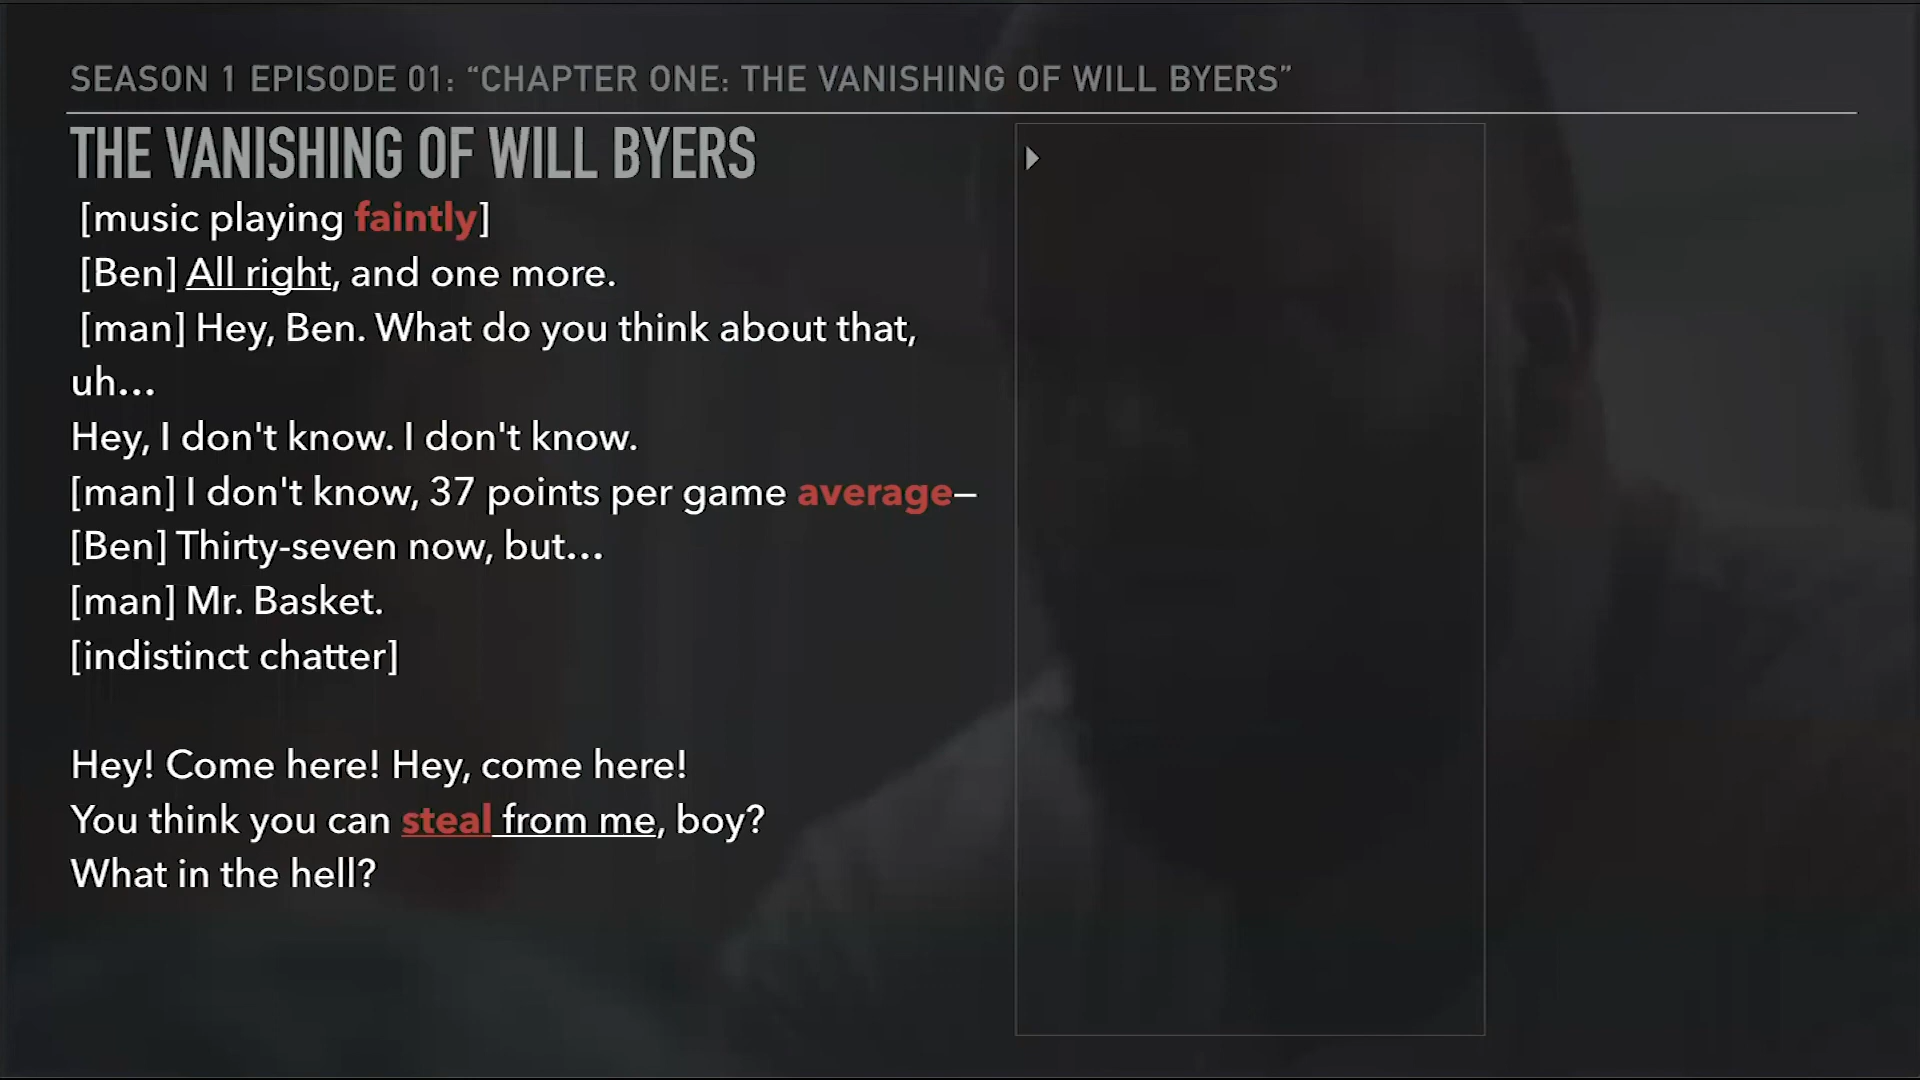 SEASON 1 EPISODE 01: “CHAPTER ONE: THE VANISHING OF WILL BYERS”
THE VANISHING OF WILL BYERS
[music playing faintly]
[Ben] All right, and one more.
[man] Hey, Ben. What do you think about that,
uh…
Hey, I don't know. I don't know.
[man] I don't know, 37 points per game average—
[Ben] Thirty-seven now, but…
[man] Mr. Basket.
[indistinct chatter]
Hey! Come here! Hey, come here!
You think you can steal from me, boy?
What in the hell?